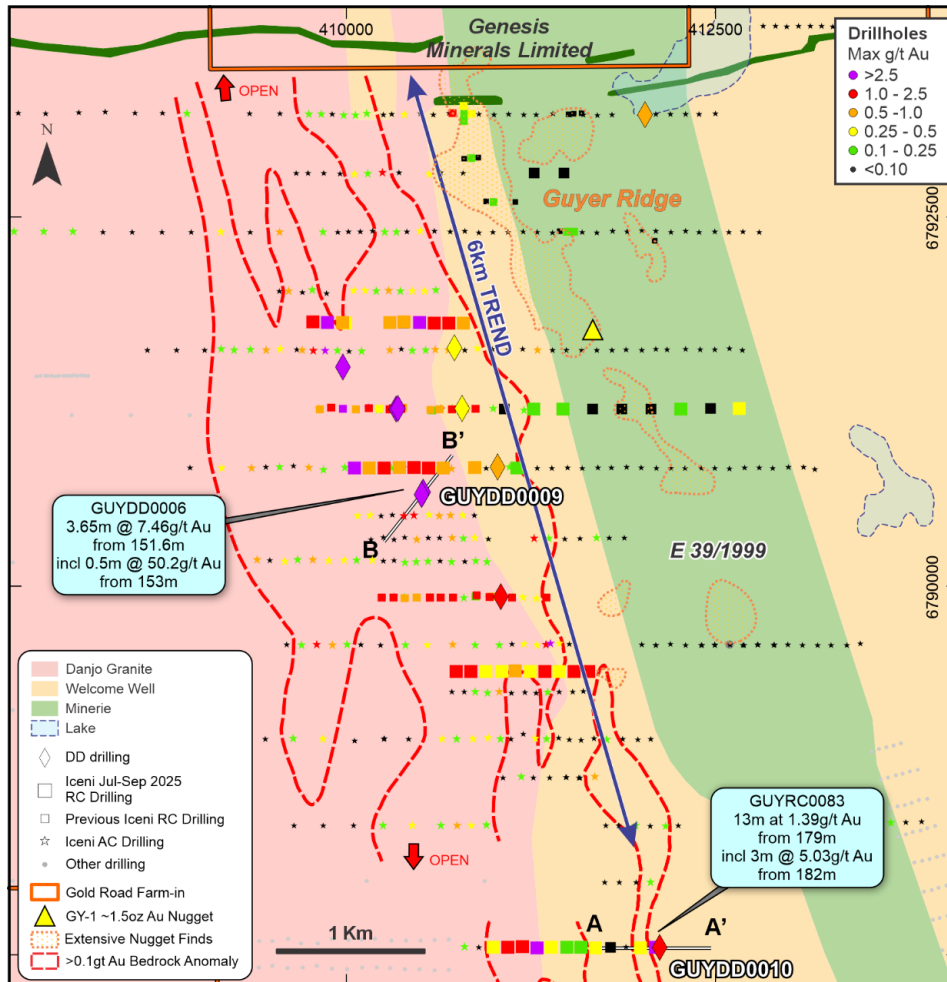 410000
412500
Genesis
Minerals Limited
Drillholes
Max g/t Au
>2.5
1.0 - 2.5
0.5 -1.0
0.25 - 0.5
0.1 - 0.25
<0.10
OPEN
N
Guyer Ridge
6792500
6km TREND
B'
GUYDD0009
GUYDD0006
3.65m @ 7.46g/t Au
from 151.6m
incl 0.5m @ 50.2g/t Au
from 153m
B
E 39/1999
6790000
Danjo Granite
Welcome Well
Minerie
Lake
DD drilling
Iceni Jul-Sep 2025
RC Drilling
Previous Iceni RC Drilling
Iceni AC Drilling
Other drilling
Gold Road Farm-in
GY-1 ~1.5oz Au Nugget
Extensive Nugget Finds
>0.1gt Au Bedrock Anomaly
GUYRC0083
13m at 1.39g/t Au
from 179m
incl 3m @ 5.03g/t Au
from 182m
OPEN
1 Km
A
A'
GUYDD0010